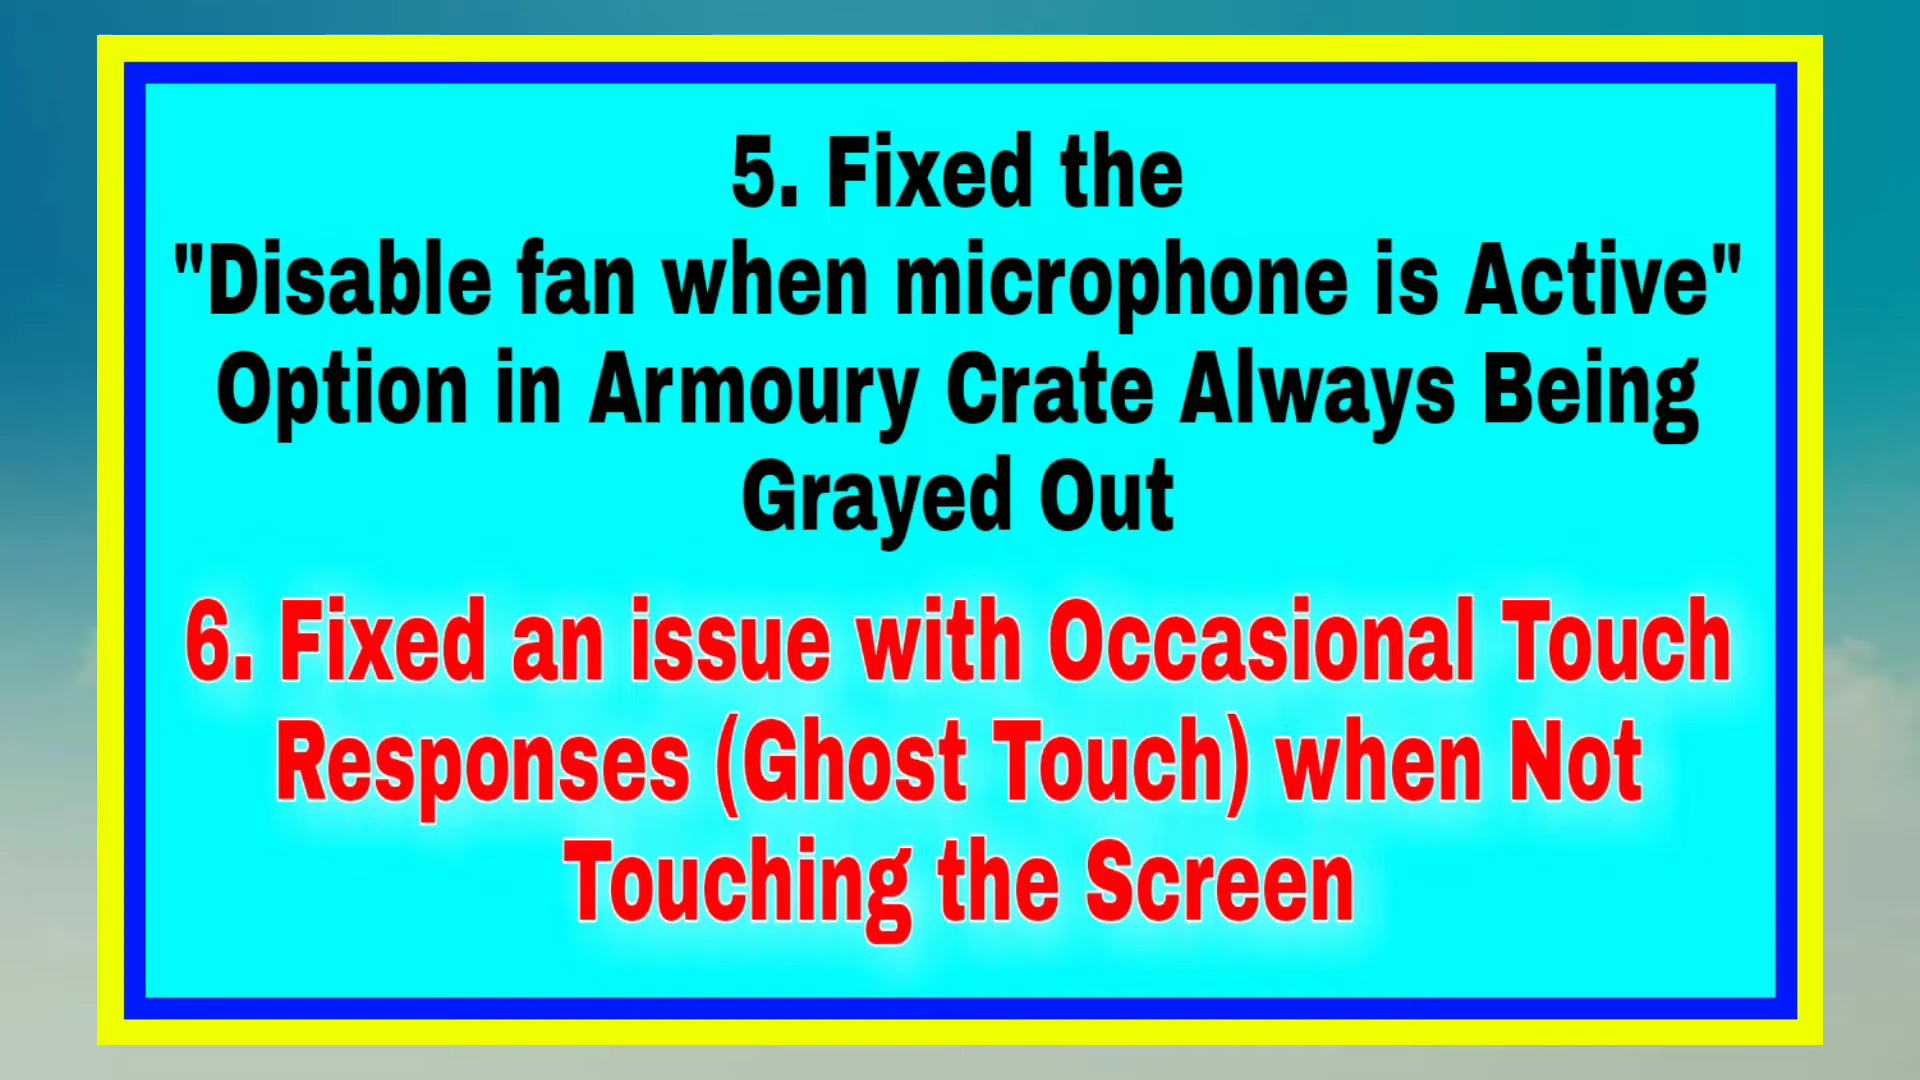 5. Fixed the
"Disable fan when microphone is Active"
Option in Armoury Crate Always Being
Grayed Out
6. Fixed an issue with Occasional Touch
Responses (Ghost Touch) when Not
Touching the Screen